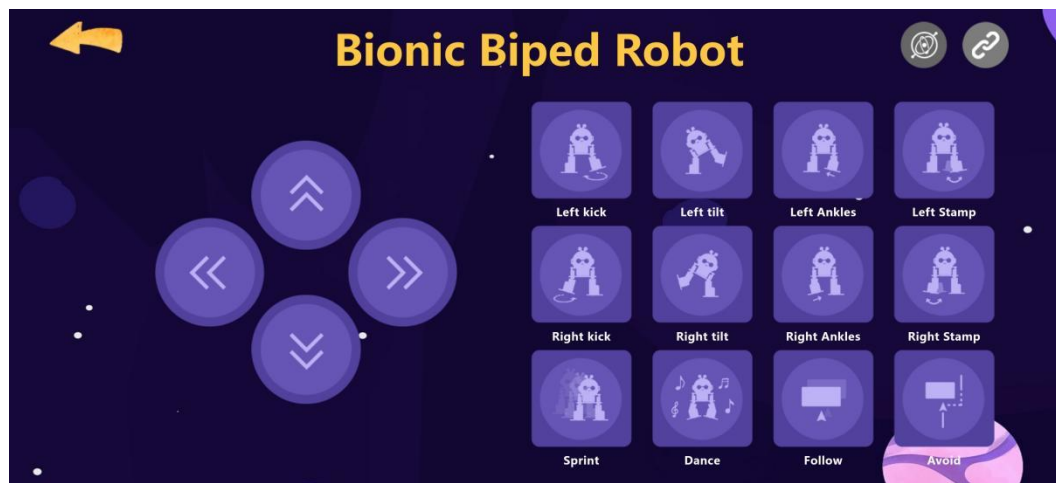 Bionic Biped Robot
Left kick
Left tilt
Left Ankles
Left Stamp
Right kick
Right tilt
Right Ankles
Right Stamp
Sprint
Dance
Follow
Avoid